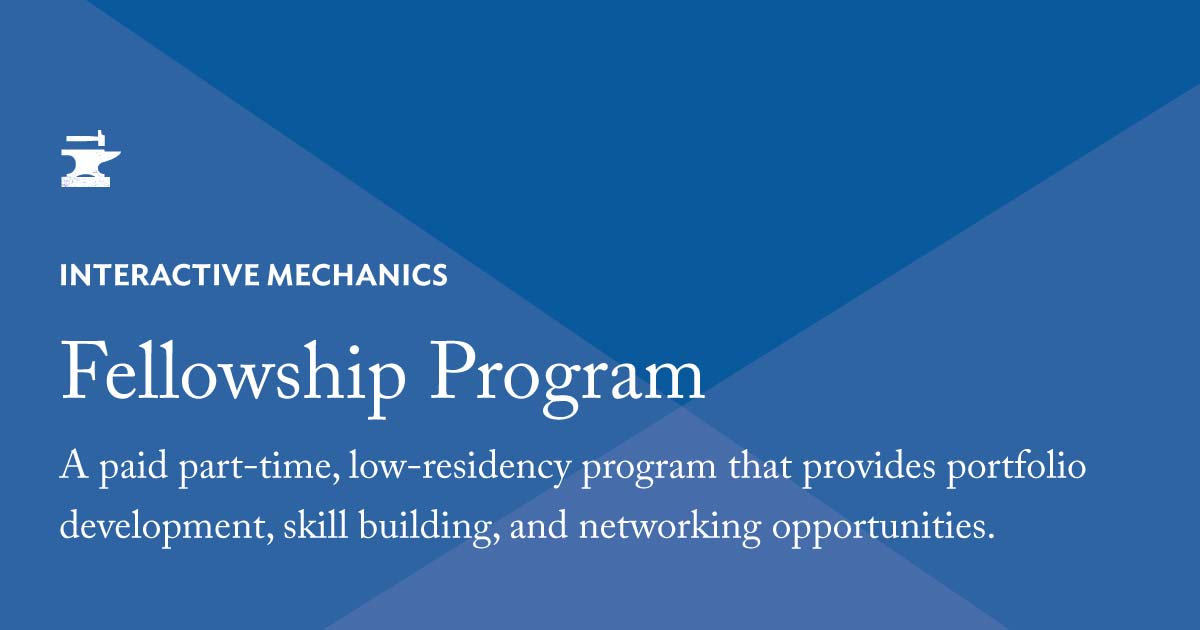 INTERACTIVE MECHANICS
Fellowship Program
A paid part-time, low-residency program that provides portfolio
development, skill building, and networking opportunities.